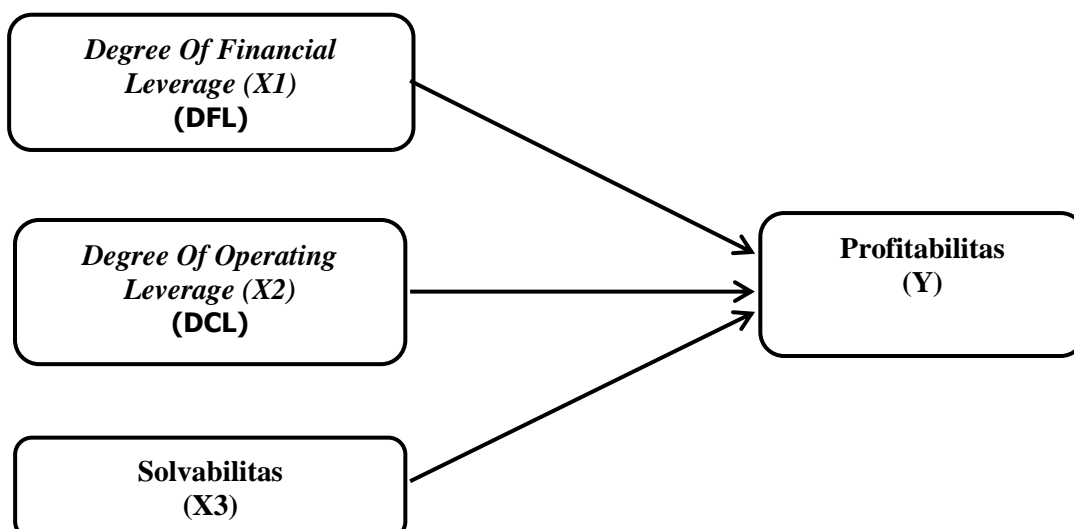 Degree Of Financial
Leverage (X1)
(DFL)
Degree Of Operating
Leverage (X2)
(DCL)
Solvabilitas
(X3)
Profitabilitas
(Y)